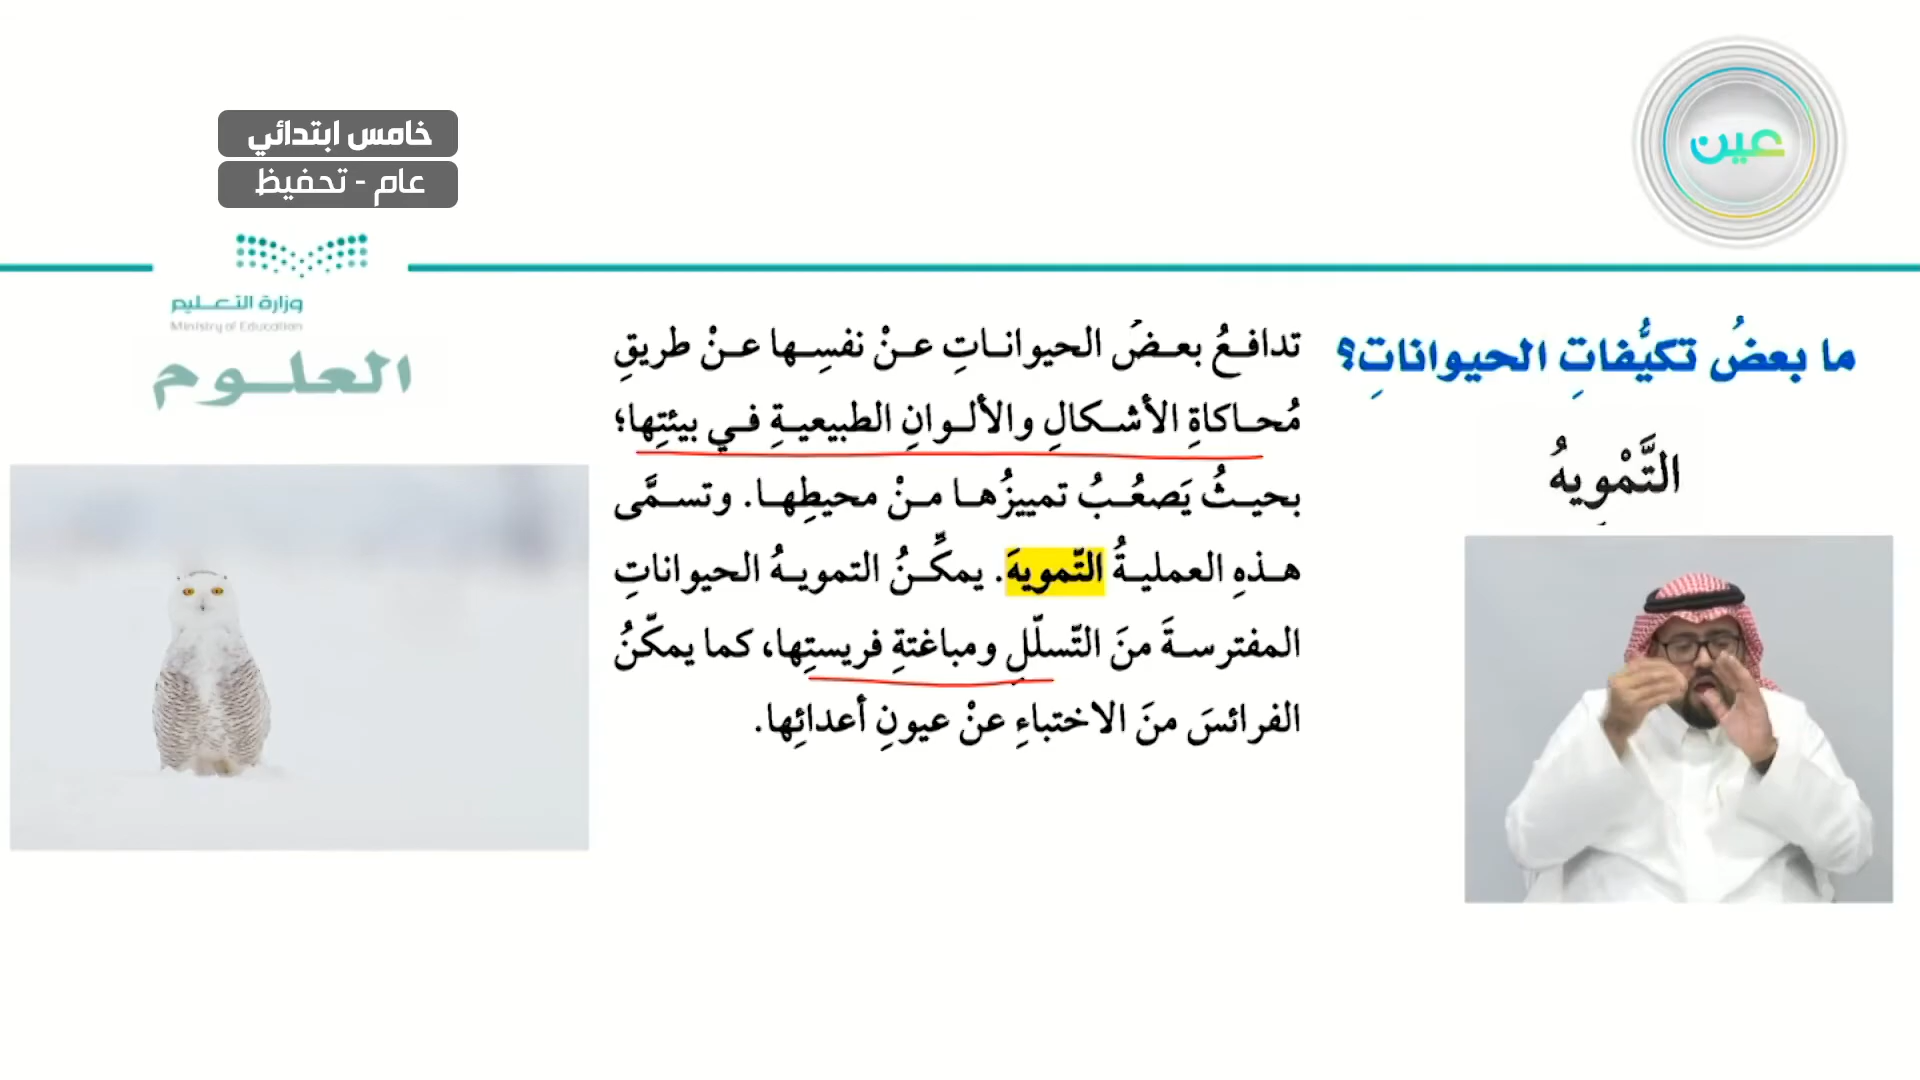 عين
خامس ابتدائي
عام - تحفيظ
وزارة التعليم
Ministry of Education
العلوم
ما بعضُ تكيُّفاتِ الحيواناتِ؟
التَّمْويهُ
تدافعُ بعضُ الحيواناتِ عنْ نفسِها عنْ طريقِ
مُحاكاةِ الأشكالِ والألوانِ الطبيعيةِ في بيئتِها؛
بحيثُ يَصعُبُ تمييزُها منْ محيطِها. وتسمَّى
هذهِ العمليةُ التّمويهَ. يمكِّنُ التمويهُ الحيواناتِ
المفترسةَ منَ التّسلّلِ ومباغتةِ فريستِها، كما يمكّنُ
الفرائسَ منَ الاختباءِ عنْ عيونِ أعدائِها.